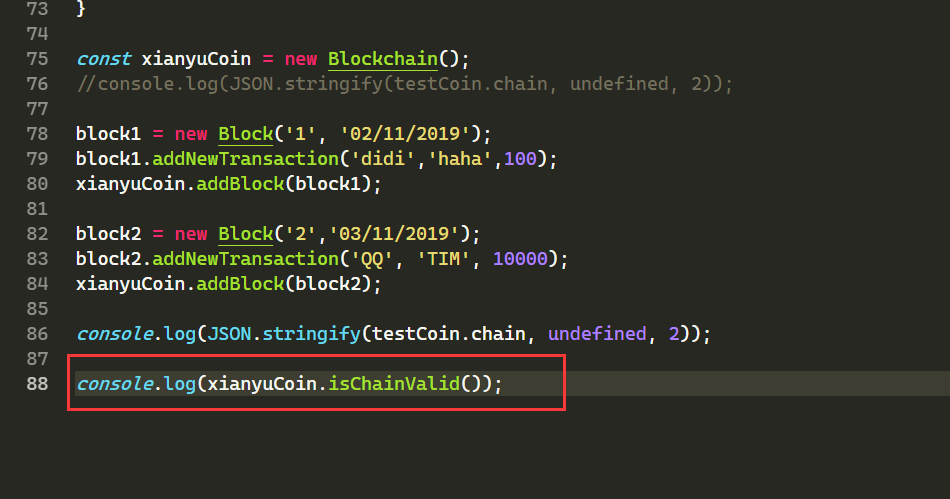 73 }
74
75 const xianyuCoin = new Blockchain();
76 //console.log(JSON.stringify(testCoin.chain, undefined, 2));
77
78 block1 = new Block('1', '02/11/2019');
79 block1.addNewTransaction('didi','haha',100);
80 xianyuCoin.addBlock(block1);
81
82 block2 = new Block('2','03/11/2019');
83 block2.addNewTransaction('QQ', 'TIM', 10000);
84 xianyuCoin.addBlock(block2);
85
86 console.log(JSON.stringify(testCoin.chain, undefined, 2));
87
88 console.log(xianyuCoin.isChainValid());